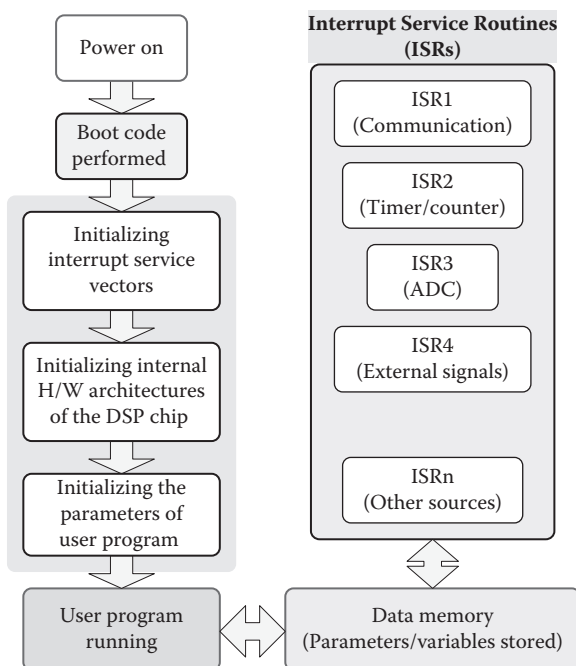 Power on
Boot code
performed
Initializing
interrupt service
vectors
Initializing internal
H/W architectures
of the DSP chip
Initializing the
parameters of
user program
User program
running
Interrupt Service Routines
(ISRs)
ISR1
(Communication)
ISR2
(Timer/counter)
ISR3
(ADC)
ISR4
(External signals)
ISRn
(Other sources)
Data memory
(Parameters/variables stored)